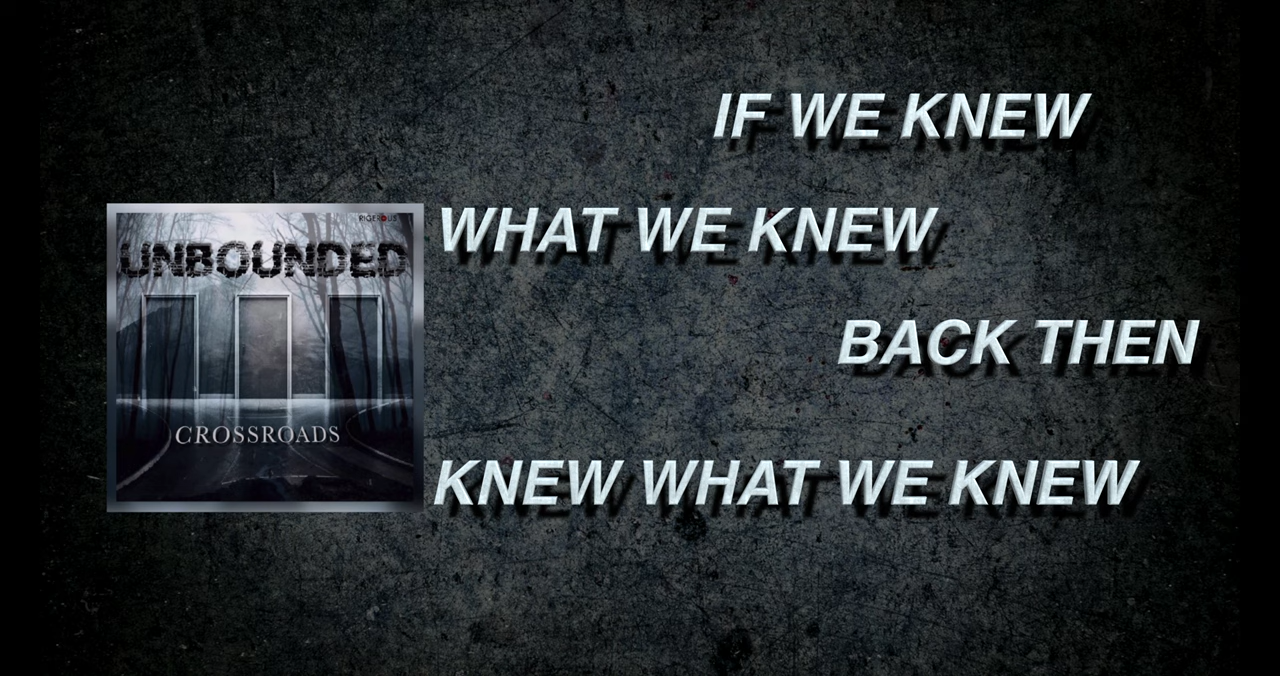 IF WE KNEW
WHAT WE KNEW
BACK THEN
KNEW WHAT WE KNEW
RIGEROUS
UNBOUNDED
CROSSROADS